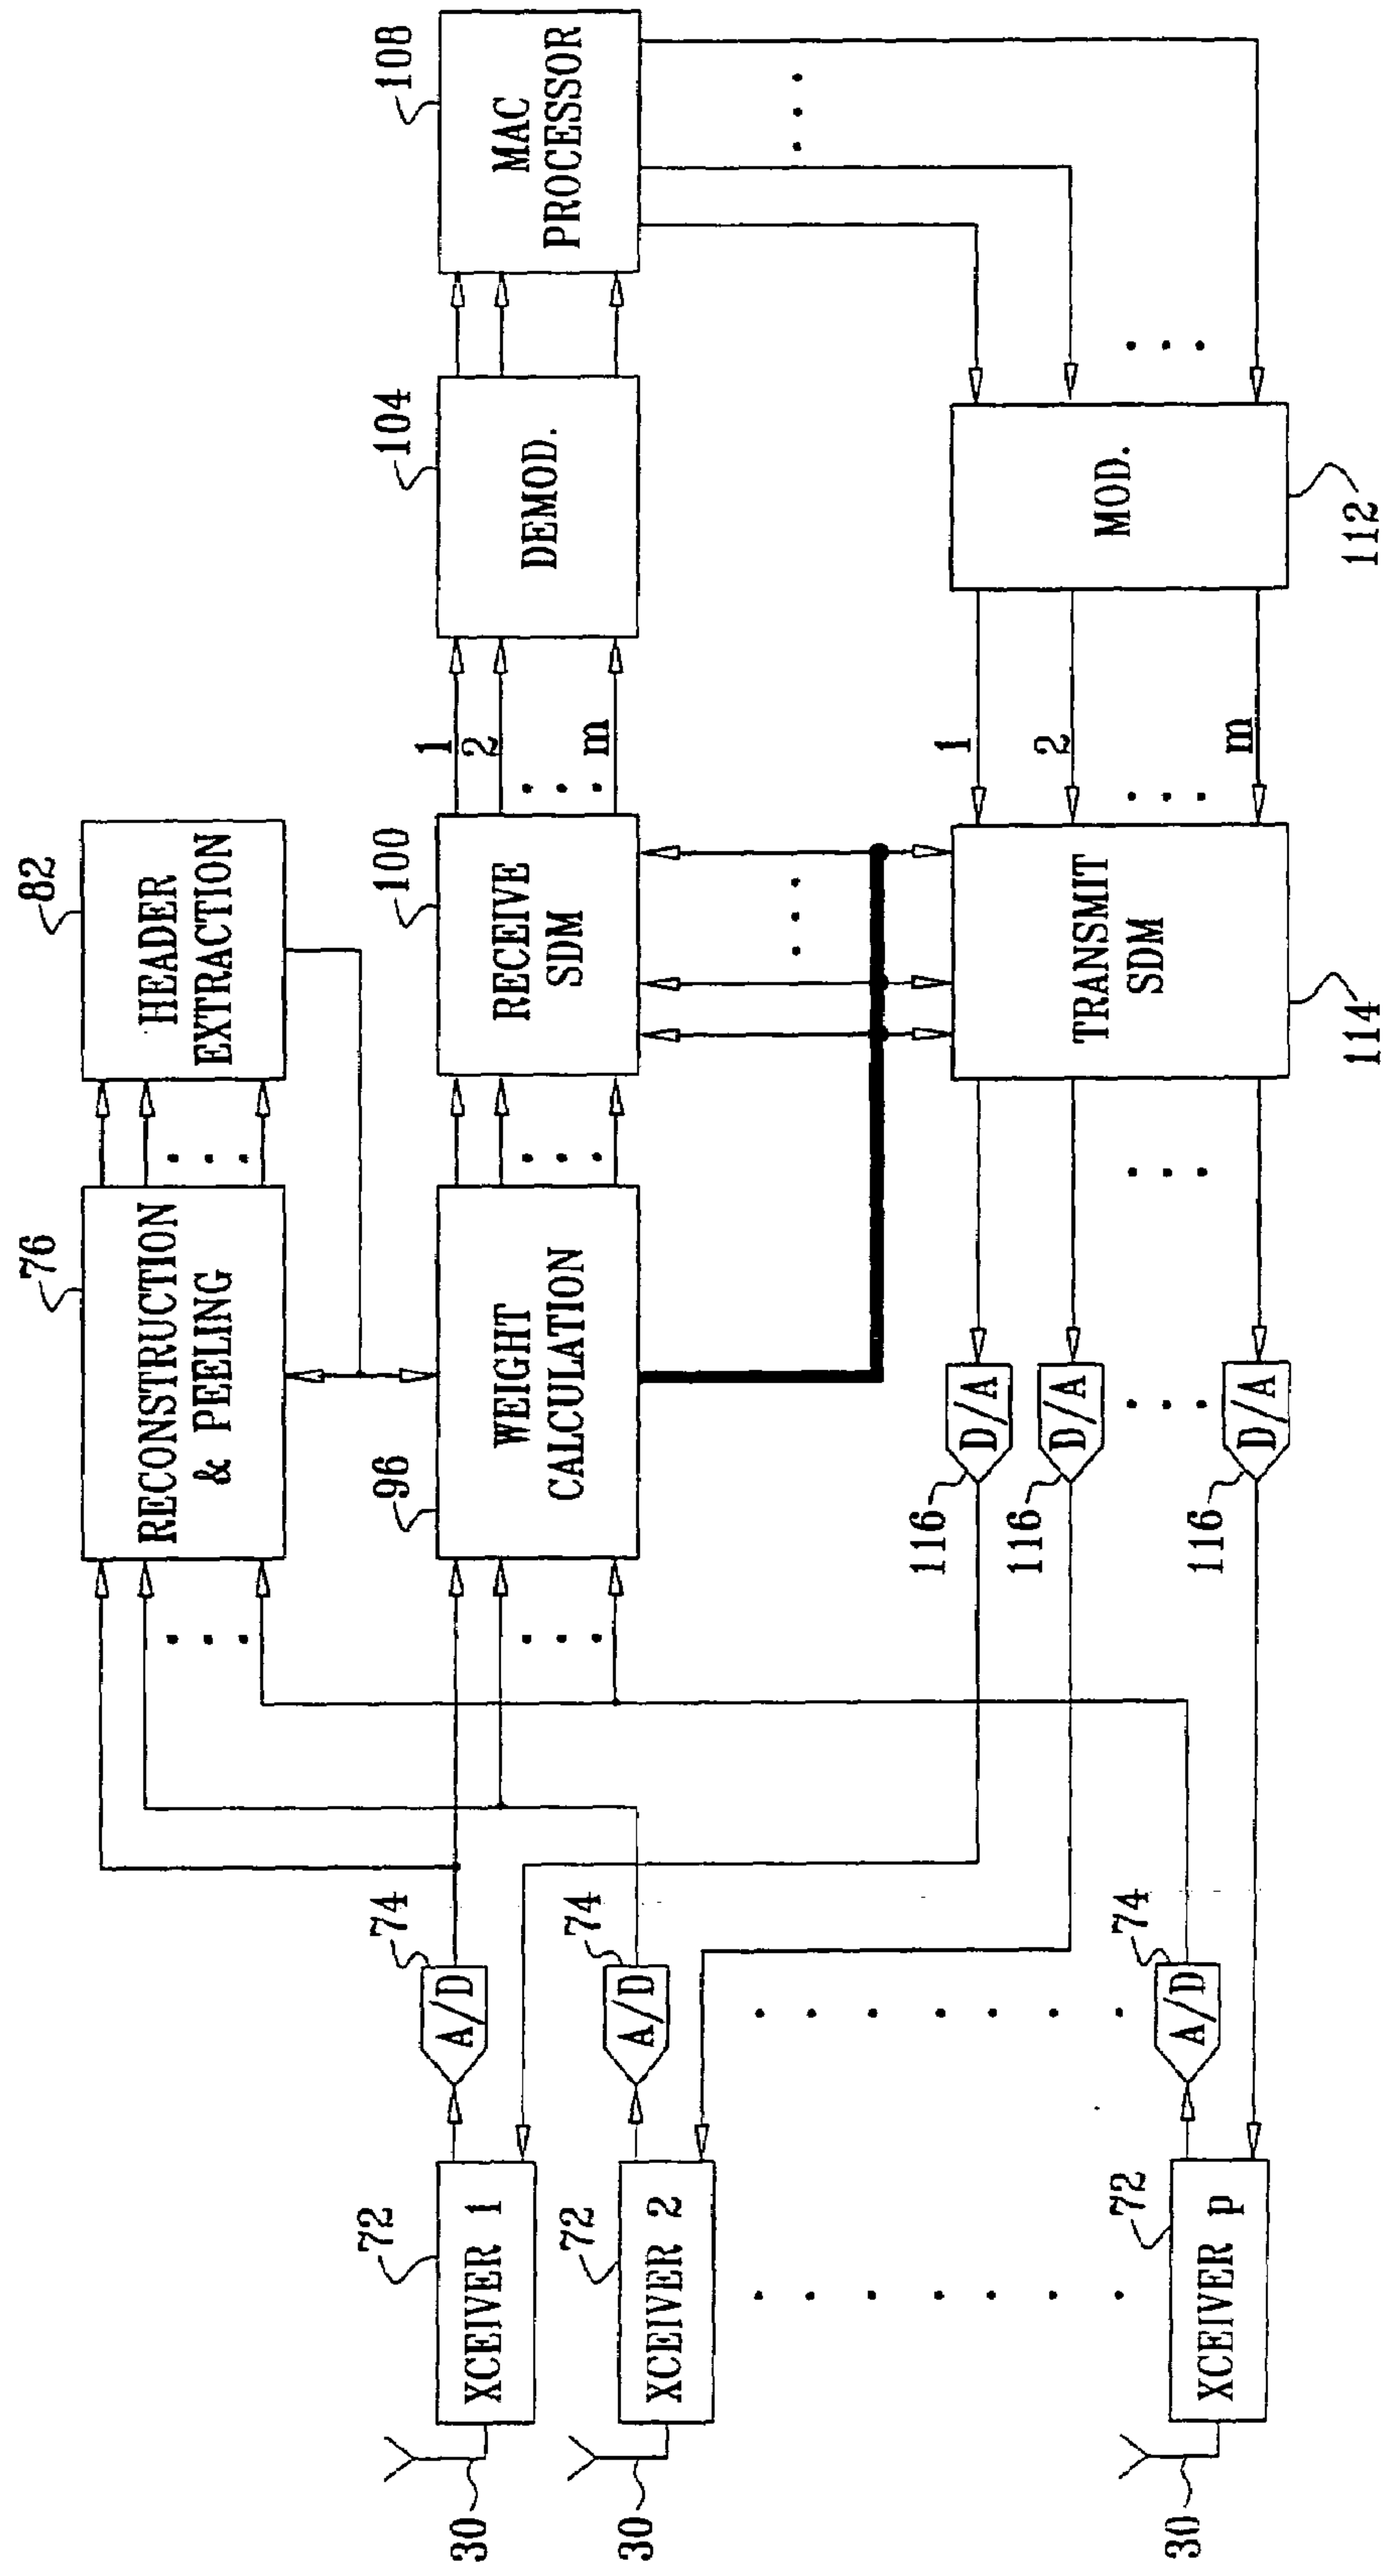 76
RECONSTRUCTION
& PEELING
82
HEADER
EXTRACTION
30
72
XCEIVER 1
74
A/D
96
WEIGHT
CALCULATION
100
RECEIVE
SDM
1
2
m
104
DEMOD.
108
MAC
PROCESSOR
30
72
XCEIVER 2
74
A/D
30
72
XCEIVER p
74
A/D
116
D/A
116
D/A
116
D/A
TRANSMIT
SDM
114
1
2
m
MOD.
112